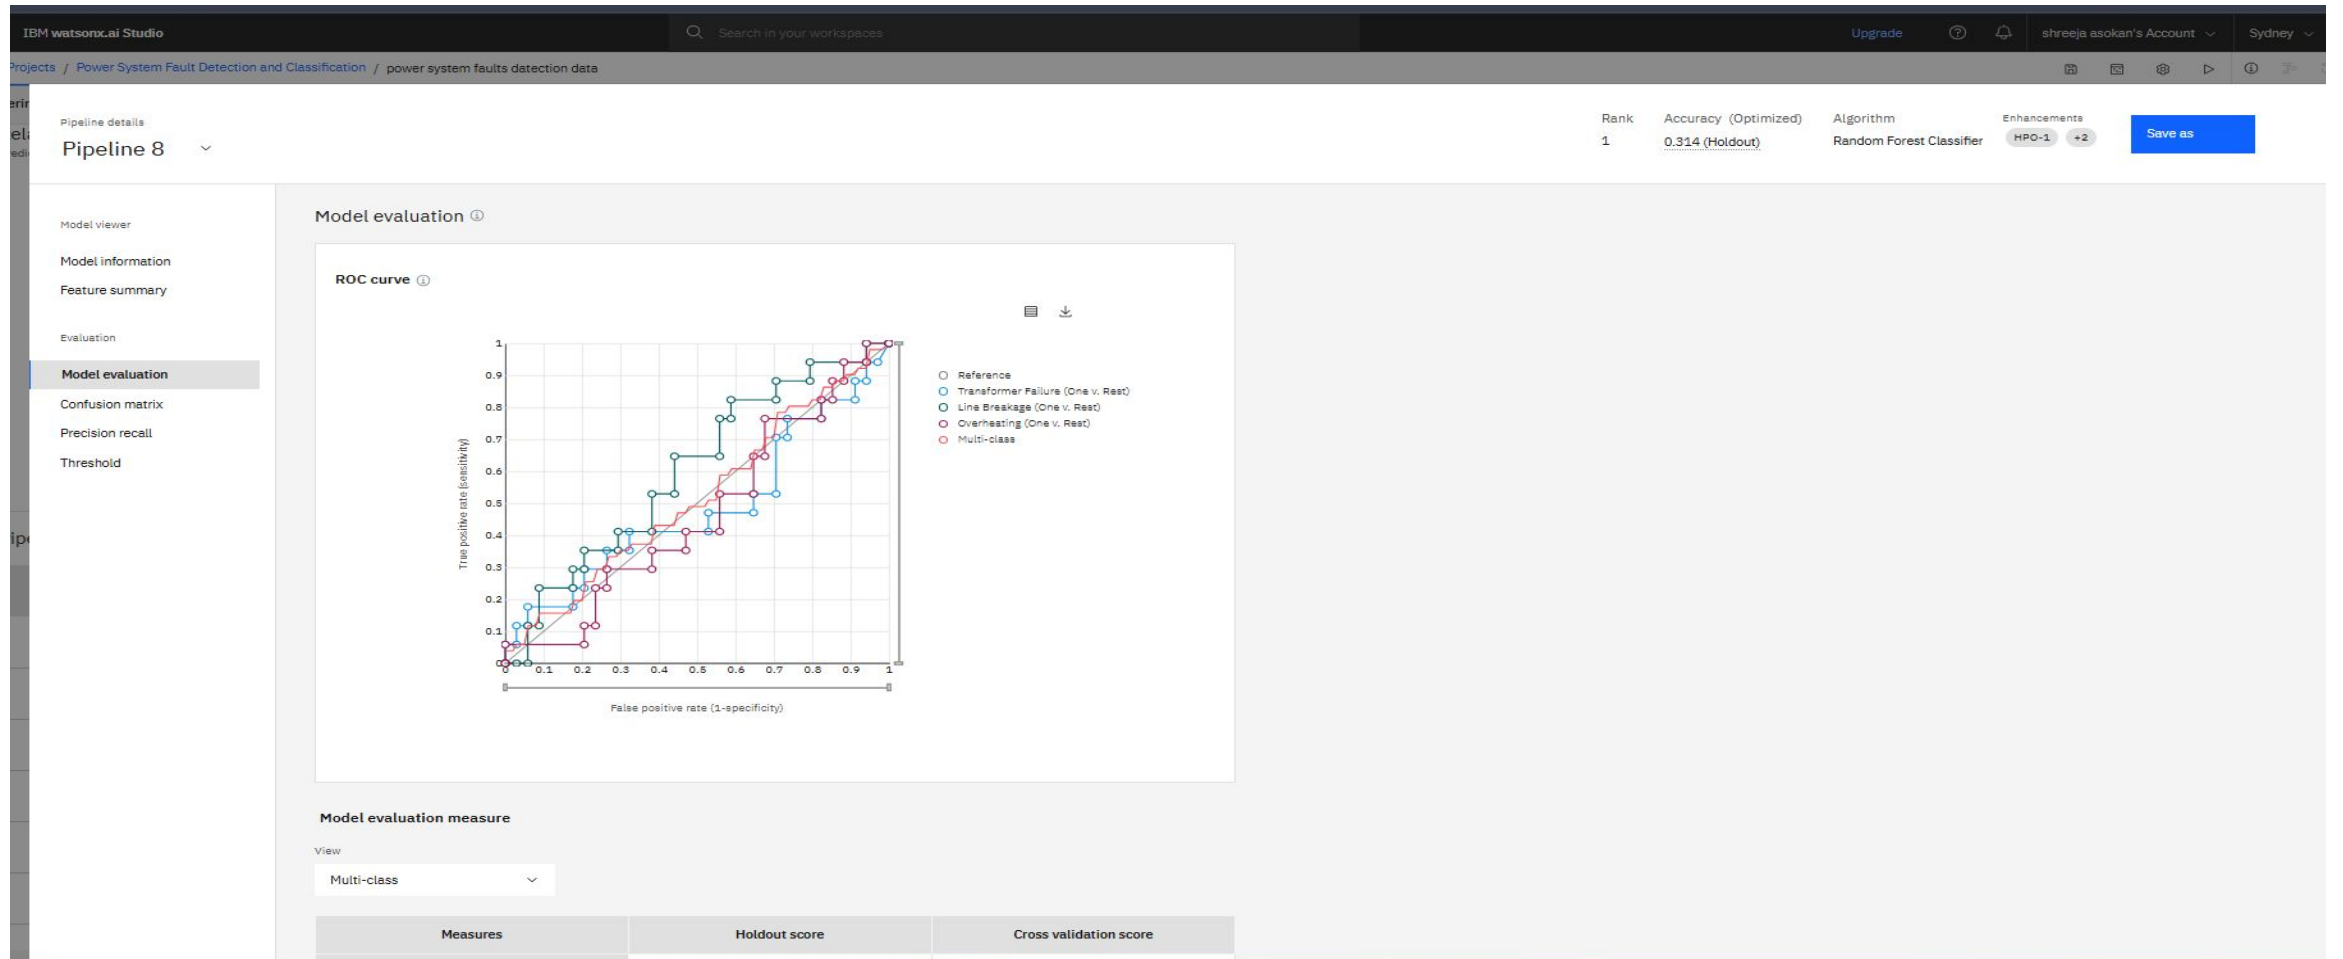 IBM watsonx.ai Studio
Search in your workspaces
Upgrade
shreeja asokan's Account
Sydney
Projects / Power System Fault Detection and Classification / power system faults datection data
Pipeline details
Pipeline 8
Rank
1
Accuracy (Optimized)
0.314 (Holdout)
Algorithm
Random Forest Classifier
Enhancements
HPO-1 +2
Save as
Model viewer
Model information
Feature summary
Evaluation
Model evaluation
Confusion matrix
Precision recall
Threshold
Model evaluation
ROC curve
True positive rate (sensitivity)
1
0.9
0.8
0.7
0.6
0.5
0.4
0.3
0.2
0.1
0
0 0.1 0.2 0.3 0.4 0.5 0.6 0.7 0.8 0.9 1
False positive rate (1-specificity)
Reference
Transformer Failure (One v. Rest)
Line Breakage (One v. Rest)
Overheating (One v. Rest)
Multi-class
Model evaluation measure
View
Multi-class
Measures Holdout score Cross validation score